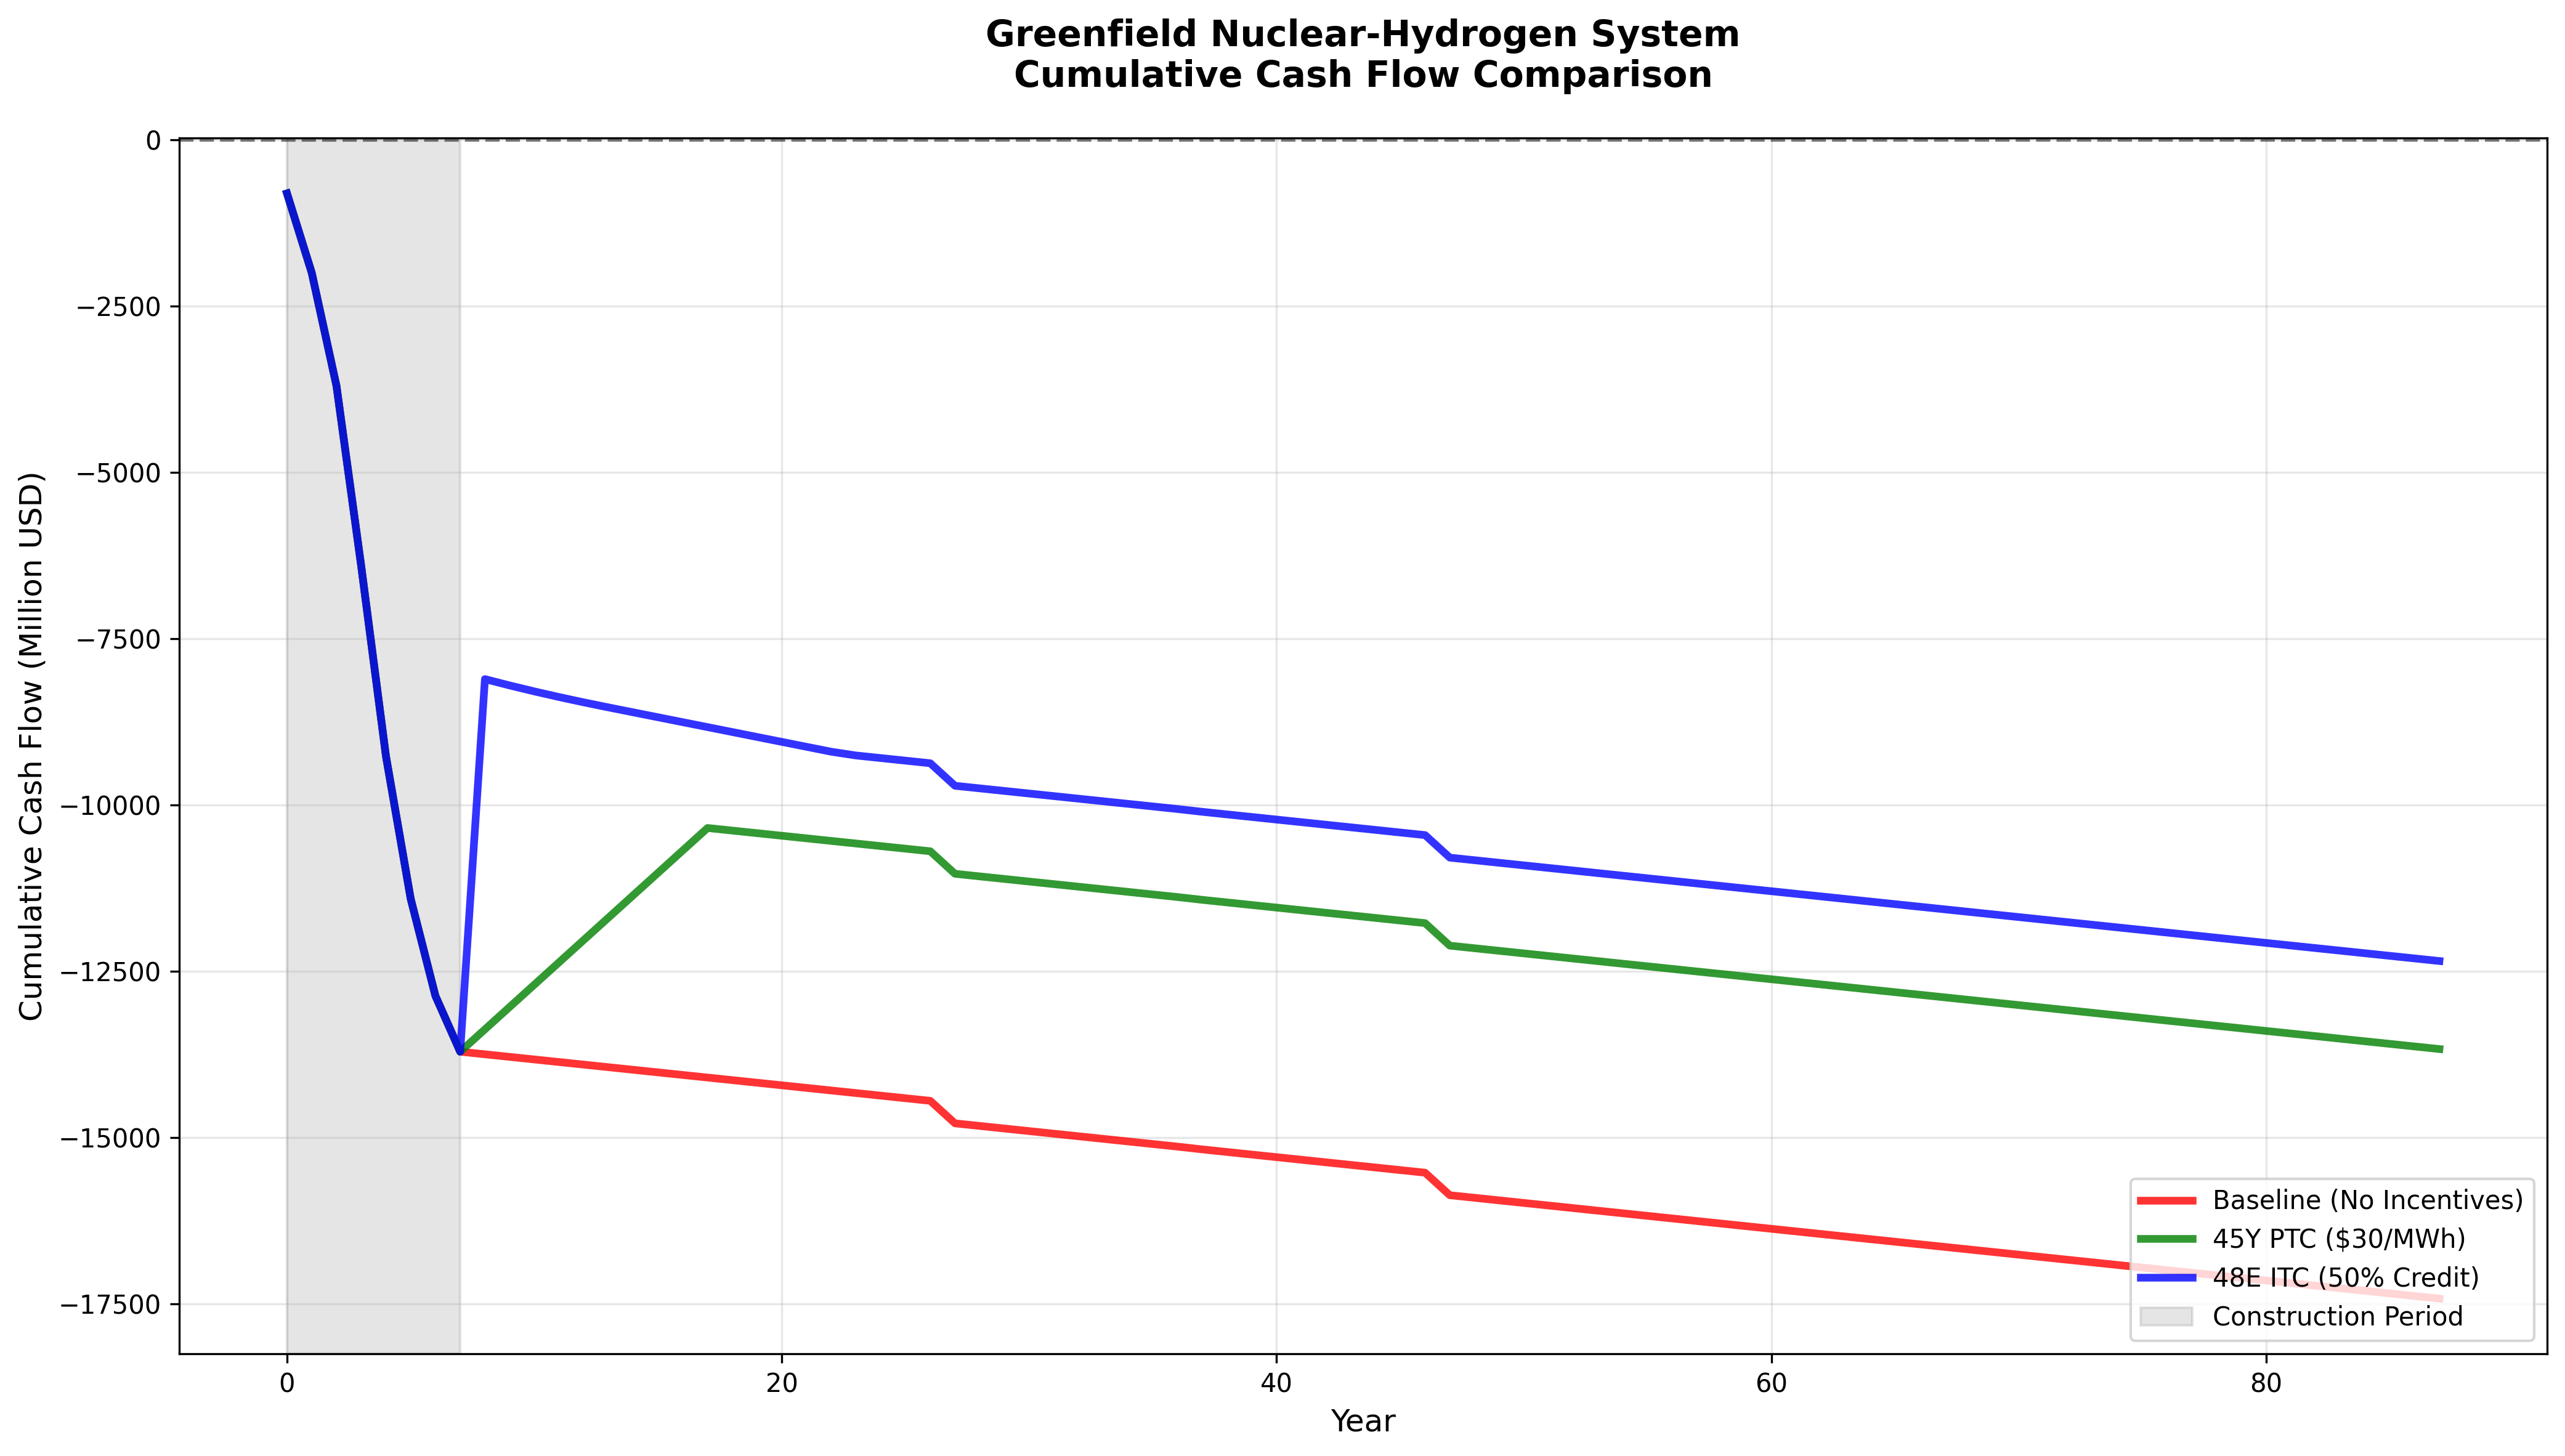 Greenfield Nuclear-Hydrogen System
Cumulative Cash Flow Comparison
Cumulative Cash Flow (Million USD)
0
−2500
−5000
−7500
−10000
−12500
−15000
−17500
0
20
40
60
80
Year
Baseline (No Incentives)
45Y PTC ($30/MWh)
48E ITC (50% Credit)
Construction Period